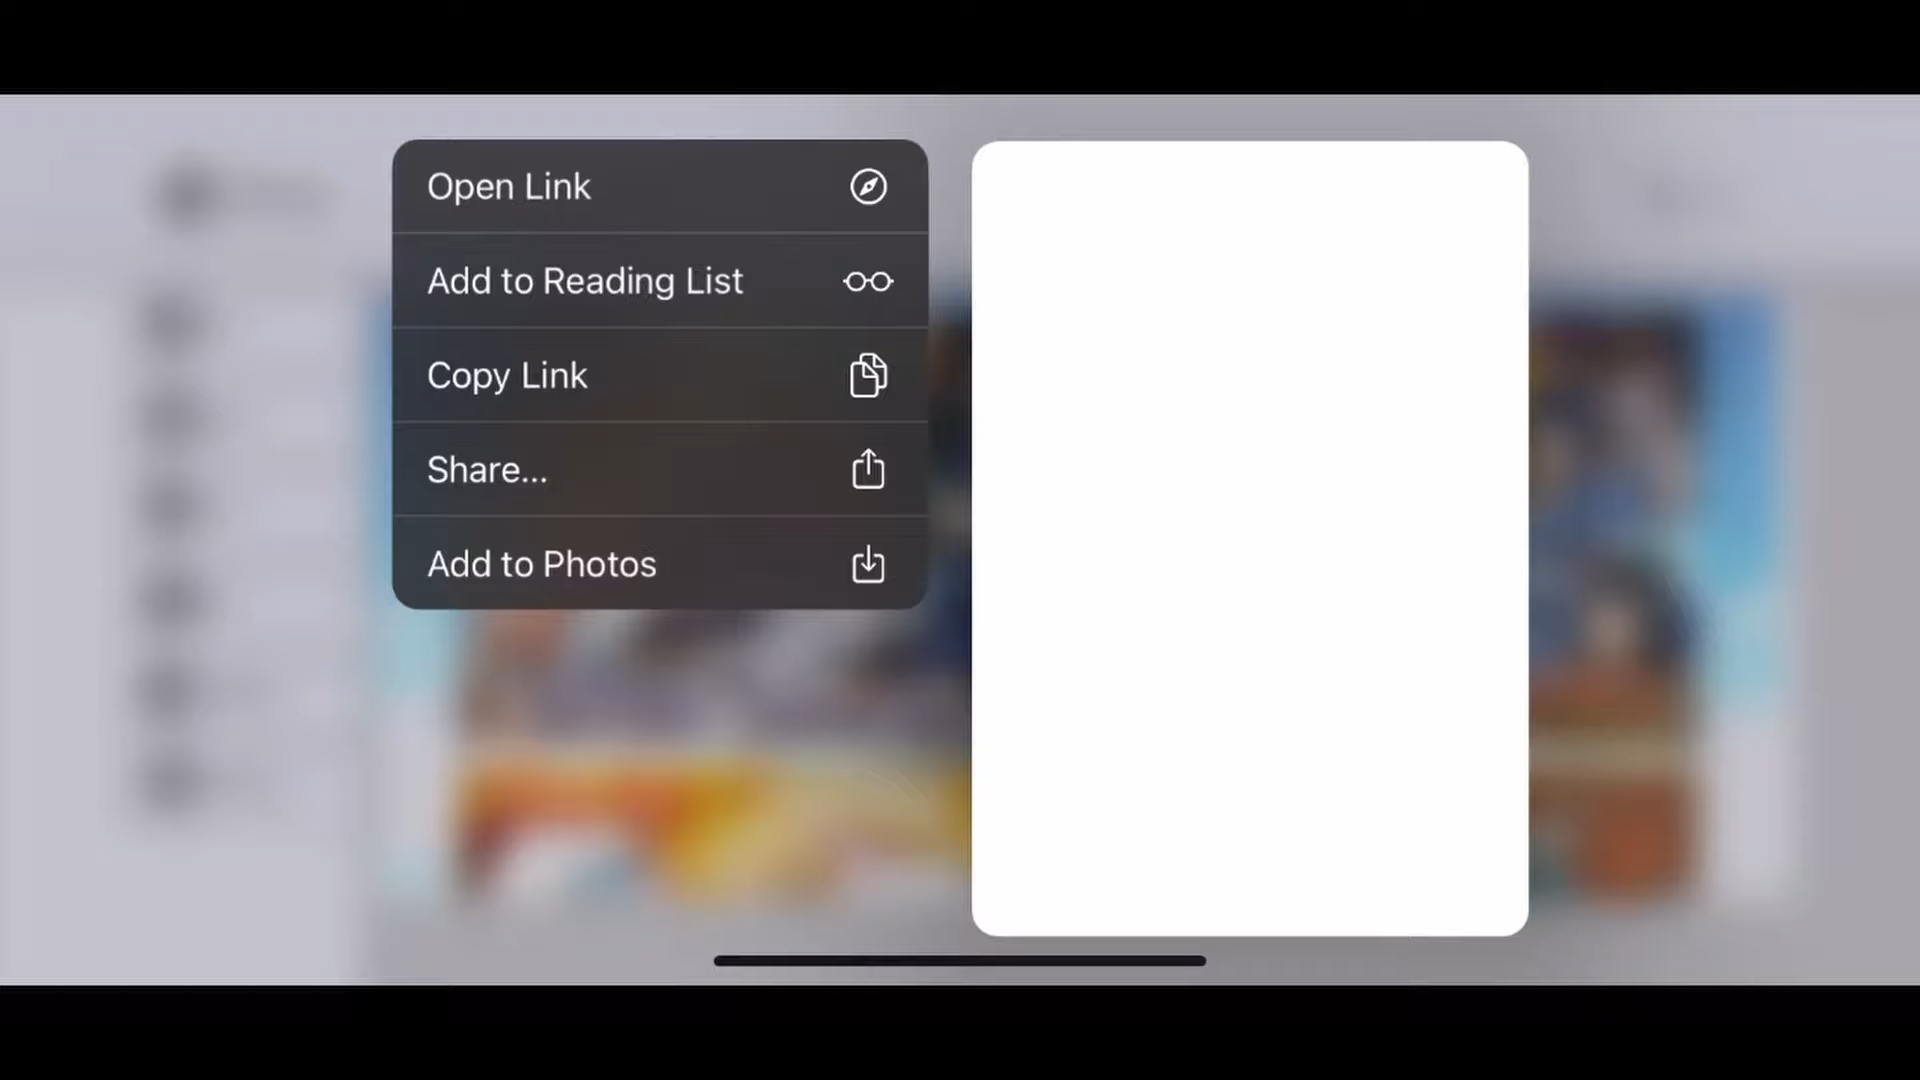 Open Link
Add to Reading List
Copy Link
Share...
Add to Photos